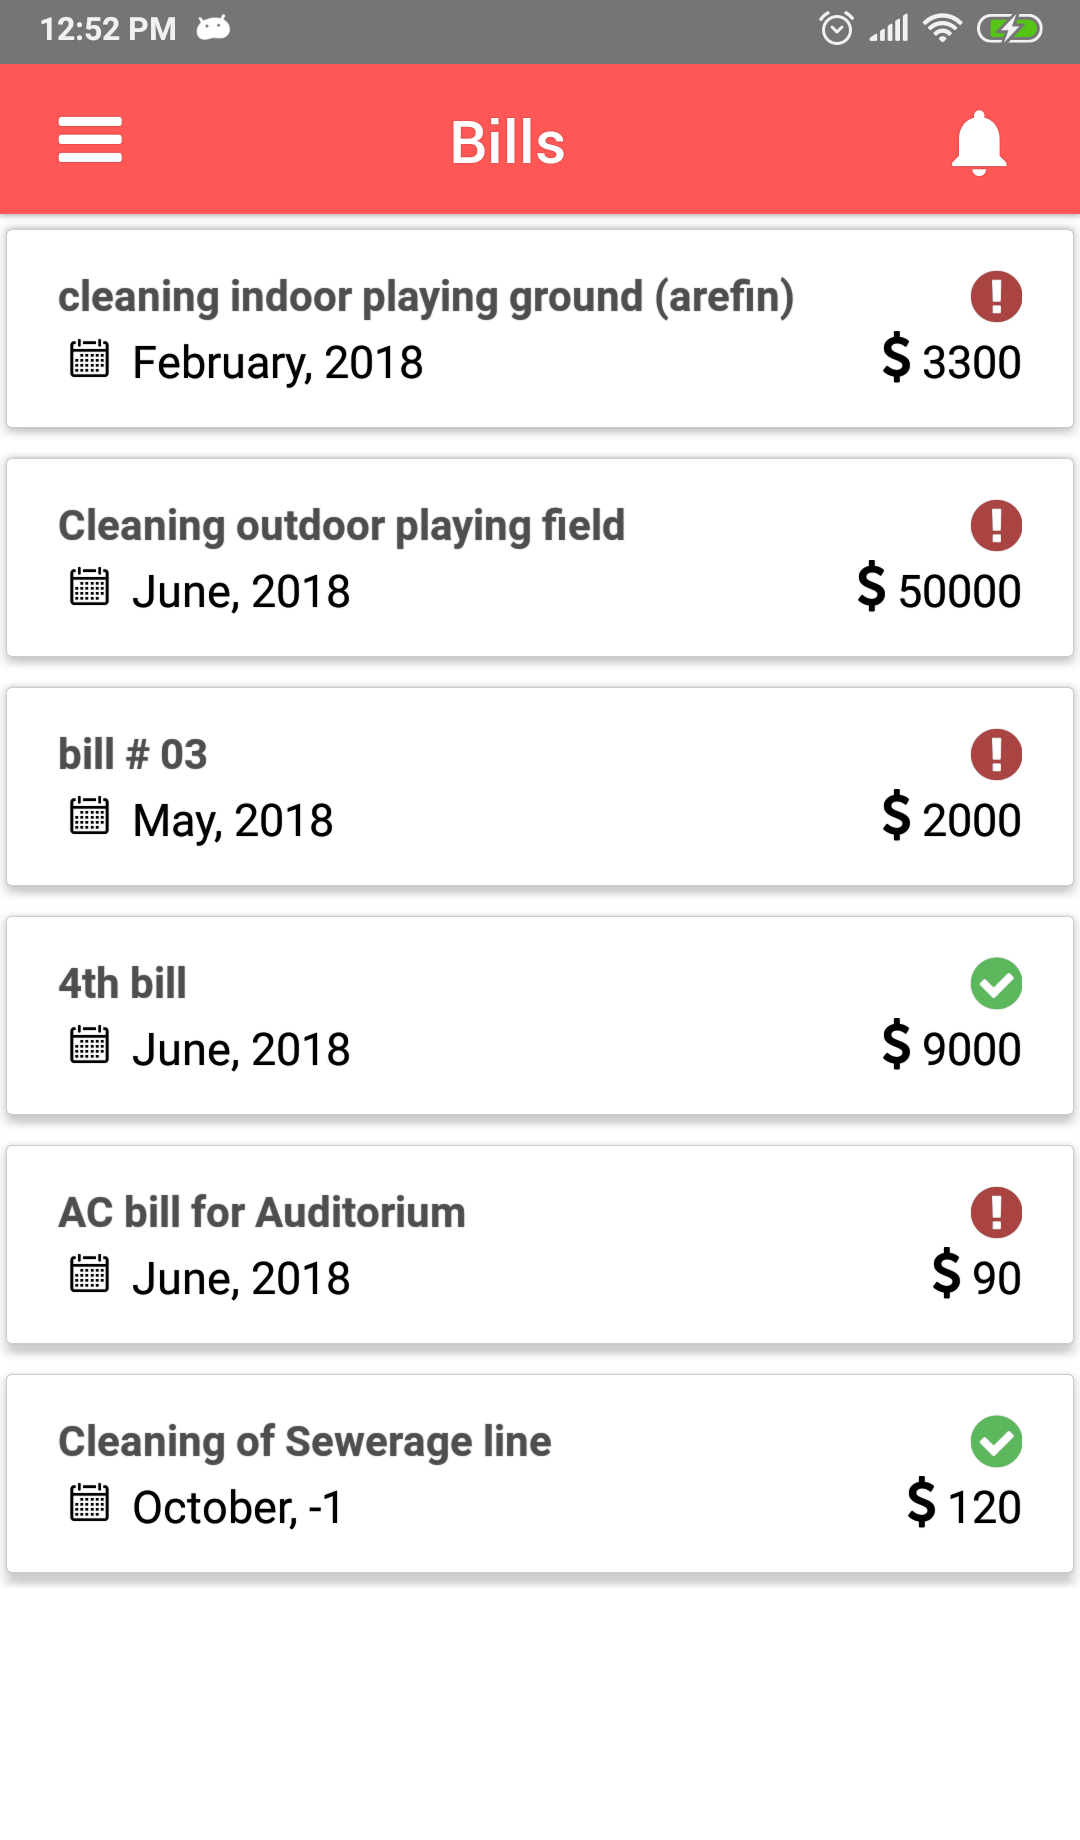 12:52 PM
Bills
cleaning indoor playing ground (arefin)
February, 2018 $ 3300
Cleaning outdoor playing field
June, 2018 $ 50000
bill # 03
May, 2018 $ 2000
4th bill
June, 2018 $ 9000
AC bill for Auditorium
June, 2018 $ 90
Cleaning of Sewerage line
October, -1 $ 120